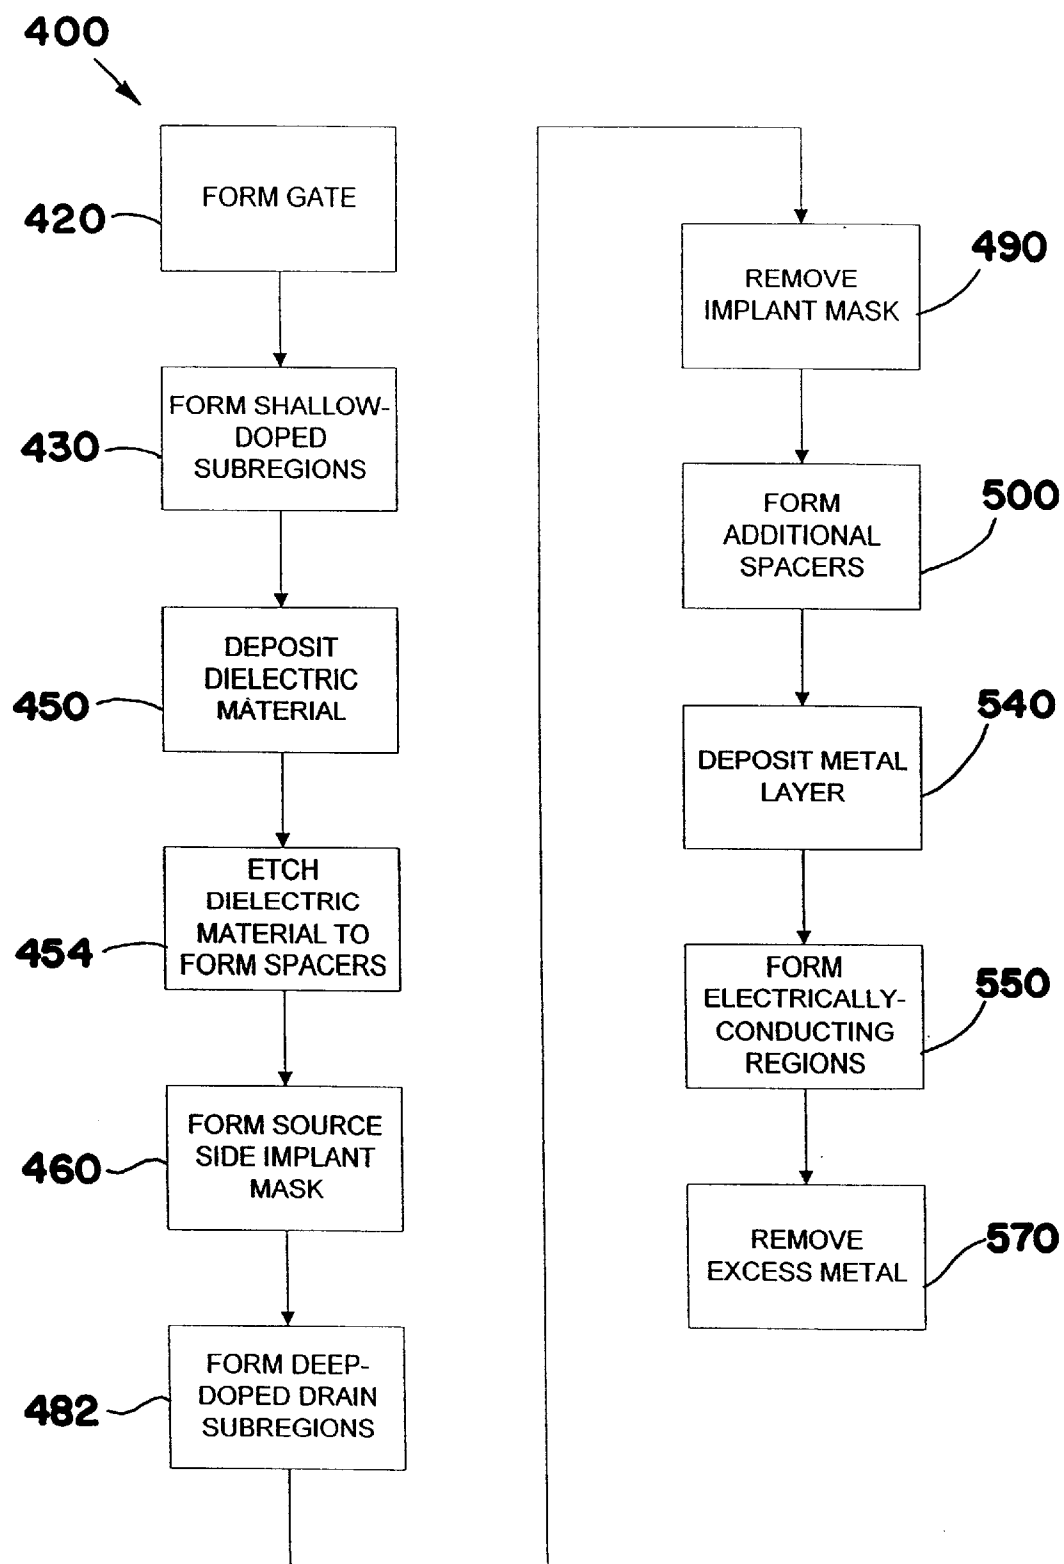 400
FORM GATE
420
FORM SHALLOW-
DOPED
SUBREGIONS
430
DEPOSIT
DIELECTRIC
MATERIAL
450
ETCH
DIELECTRIC
MATERIAL TO
FORM SPACERS
454
FORM SOURCE
SIDE IMPLANT
MASK
460
FORM DEEP-
DOPED DRAIN
SUBREGIONS
482
REMOVE
IMPLANT MASK
490
FORM
ADDITIONAL
SPACERS
500
DEPOSIT METAL
LAYER
540
FORM
ELECTRICALLY-
CONDUCTING
REGIONS
550
REMOVE
EXCESS METAL
570